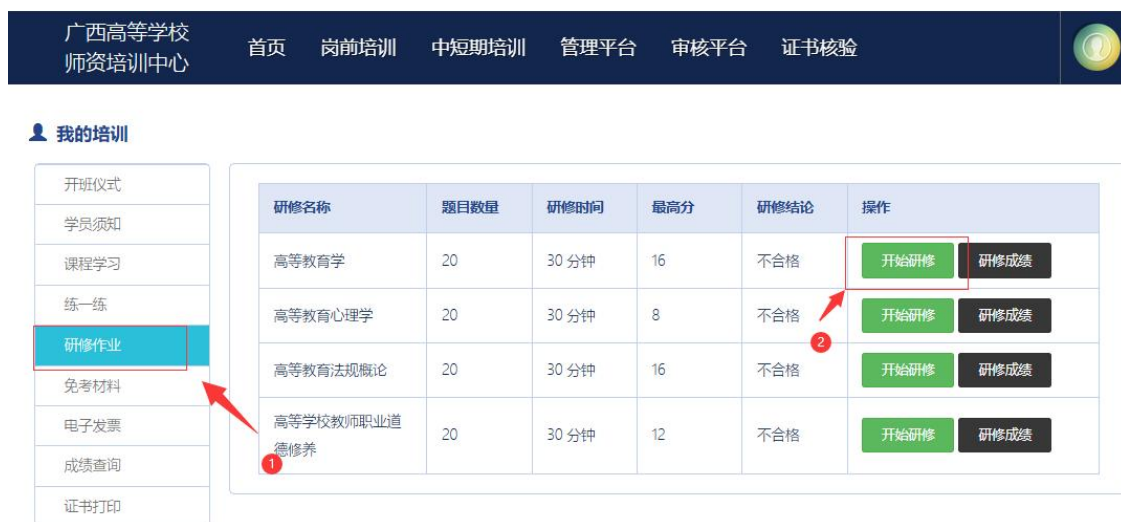 广西高等学校
师资培训中心
首页 岗前培训 中短期培训 管理平台 审核平台 证书核验
我的培训
开班仪式
学员须知
课程学习
练一练
研修作业
免考材料
电子发票
成绩查询
证书打印
研修名称 题目数量 研修时间 最高分 研修结论 操作
高等教育学 20 30 分钟 16 不合格 开始研修 研修成绩
高等教育心理学 20 30 分钟 8 不合格 开始研修 研修成绩
2
高等教育法规概论 20 30 分钟 16 不合格 开始研修 研修成绩
高等学校教师职业道
德修养 20 30 分钟 12 不合格 开始研修 研修成绩
1